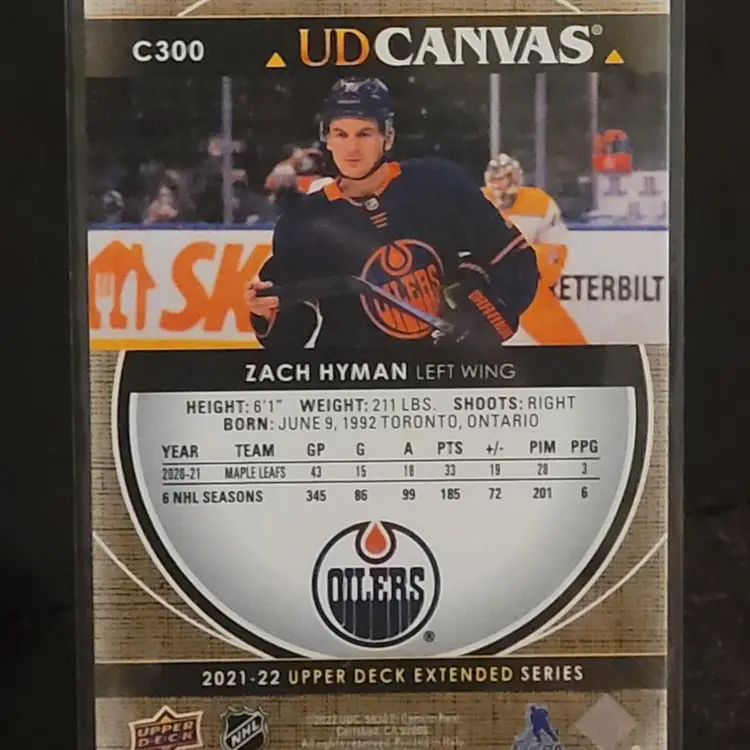 C300 UD CANVAS®
SK
ETERBILT
OILERS
ZACH HYMAN LEFT WING
HEIGHT: 6'1" WEIGHT: 211 LBS. SHOOTS: RIGHT
BORN: JUNE 9, 1992 TORONTO, ONTARIO
YEAR TEAM GP G A PTS +/- PIM PPG
2020-21 MAPLE LEAFS 43 15 18 33 19 28 3
6 NHL SEASONS 345 86 99 185 72 201 6
OILERS ®
2021-22 UPPER DECK EXTENDED SERIES
UPPER DECK NHL